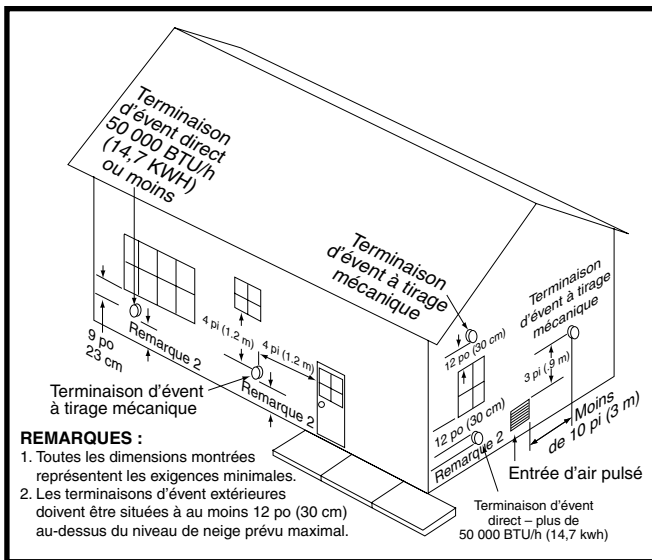 Terminaison
d'évent direct
50 000 BTU/h
(14,7 KWH)
ou moins
Terminaison
d'évent à tirage
mécanique
Terminaison
d'évent à tirage
mécanique
9 po
23 cm
Remarque 2
4 pi (1.2 m)
4 pi (1.2 m)
Remarque 2
Terminaison d'évent
à tirage mécanique
12 po (30 cm)
3 pi (.9 m)
12 po (30 cm)
Remarque 2
Moins
de 10 pi (3 m)
Entrée d'air pulsé
Terminaison d'évent
direct – plus de
50 000 BTU/h (14,7 kwh)
REMARQUES :
1. Toutes les dimensions montrées
représentent les exigences minimales.
2. Les terminaisons d'évent extérieures
doivent être situées à au moins 12 po (30 cm)
au-dessus du niveau de neige prévu maximal.